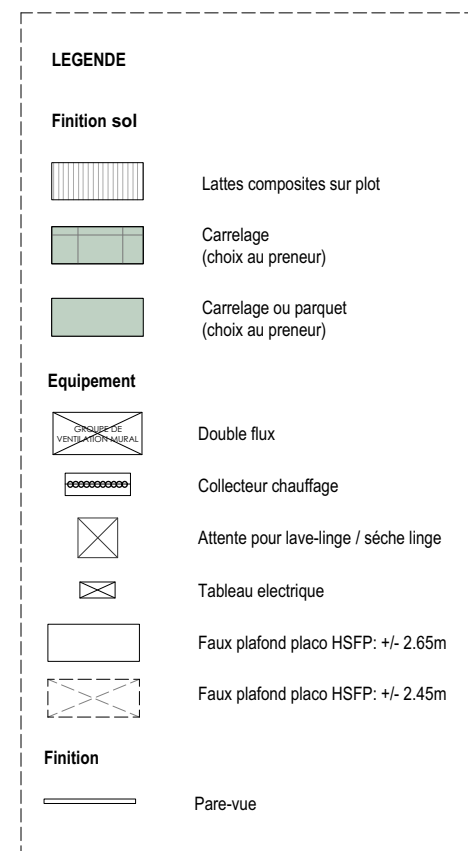 LEGENDE
Finition sol
Lattes composites sur plot
Carrelage
(choix au preneur)
Carrelage ou parquet
(choix au preneur)
Equipement
GROUPE DE
VENTILATION MURAL
Double flux
Collecteur chauffage
Attente pour lave-linge / séche linge
Tableau electrique
Faux plafond placo HSFP: +/- 2.65m
Faux plafond placo HSFP: +/- 2.45m
Finition
Pare-vue